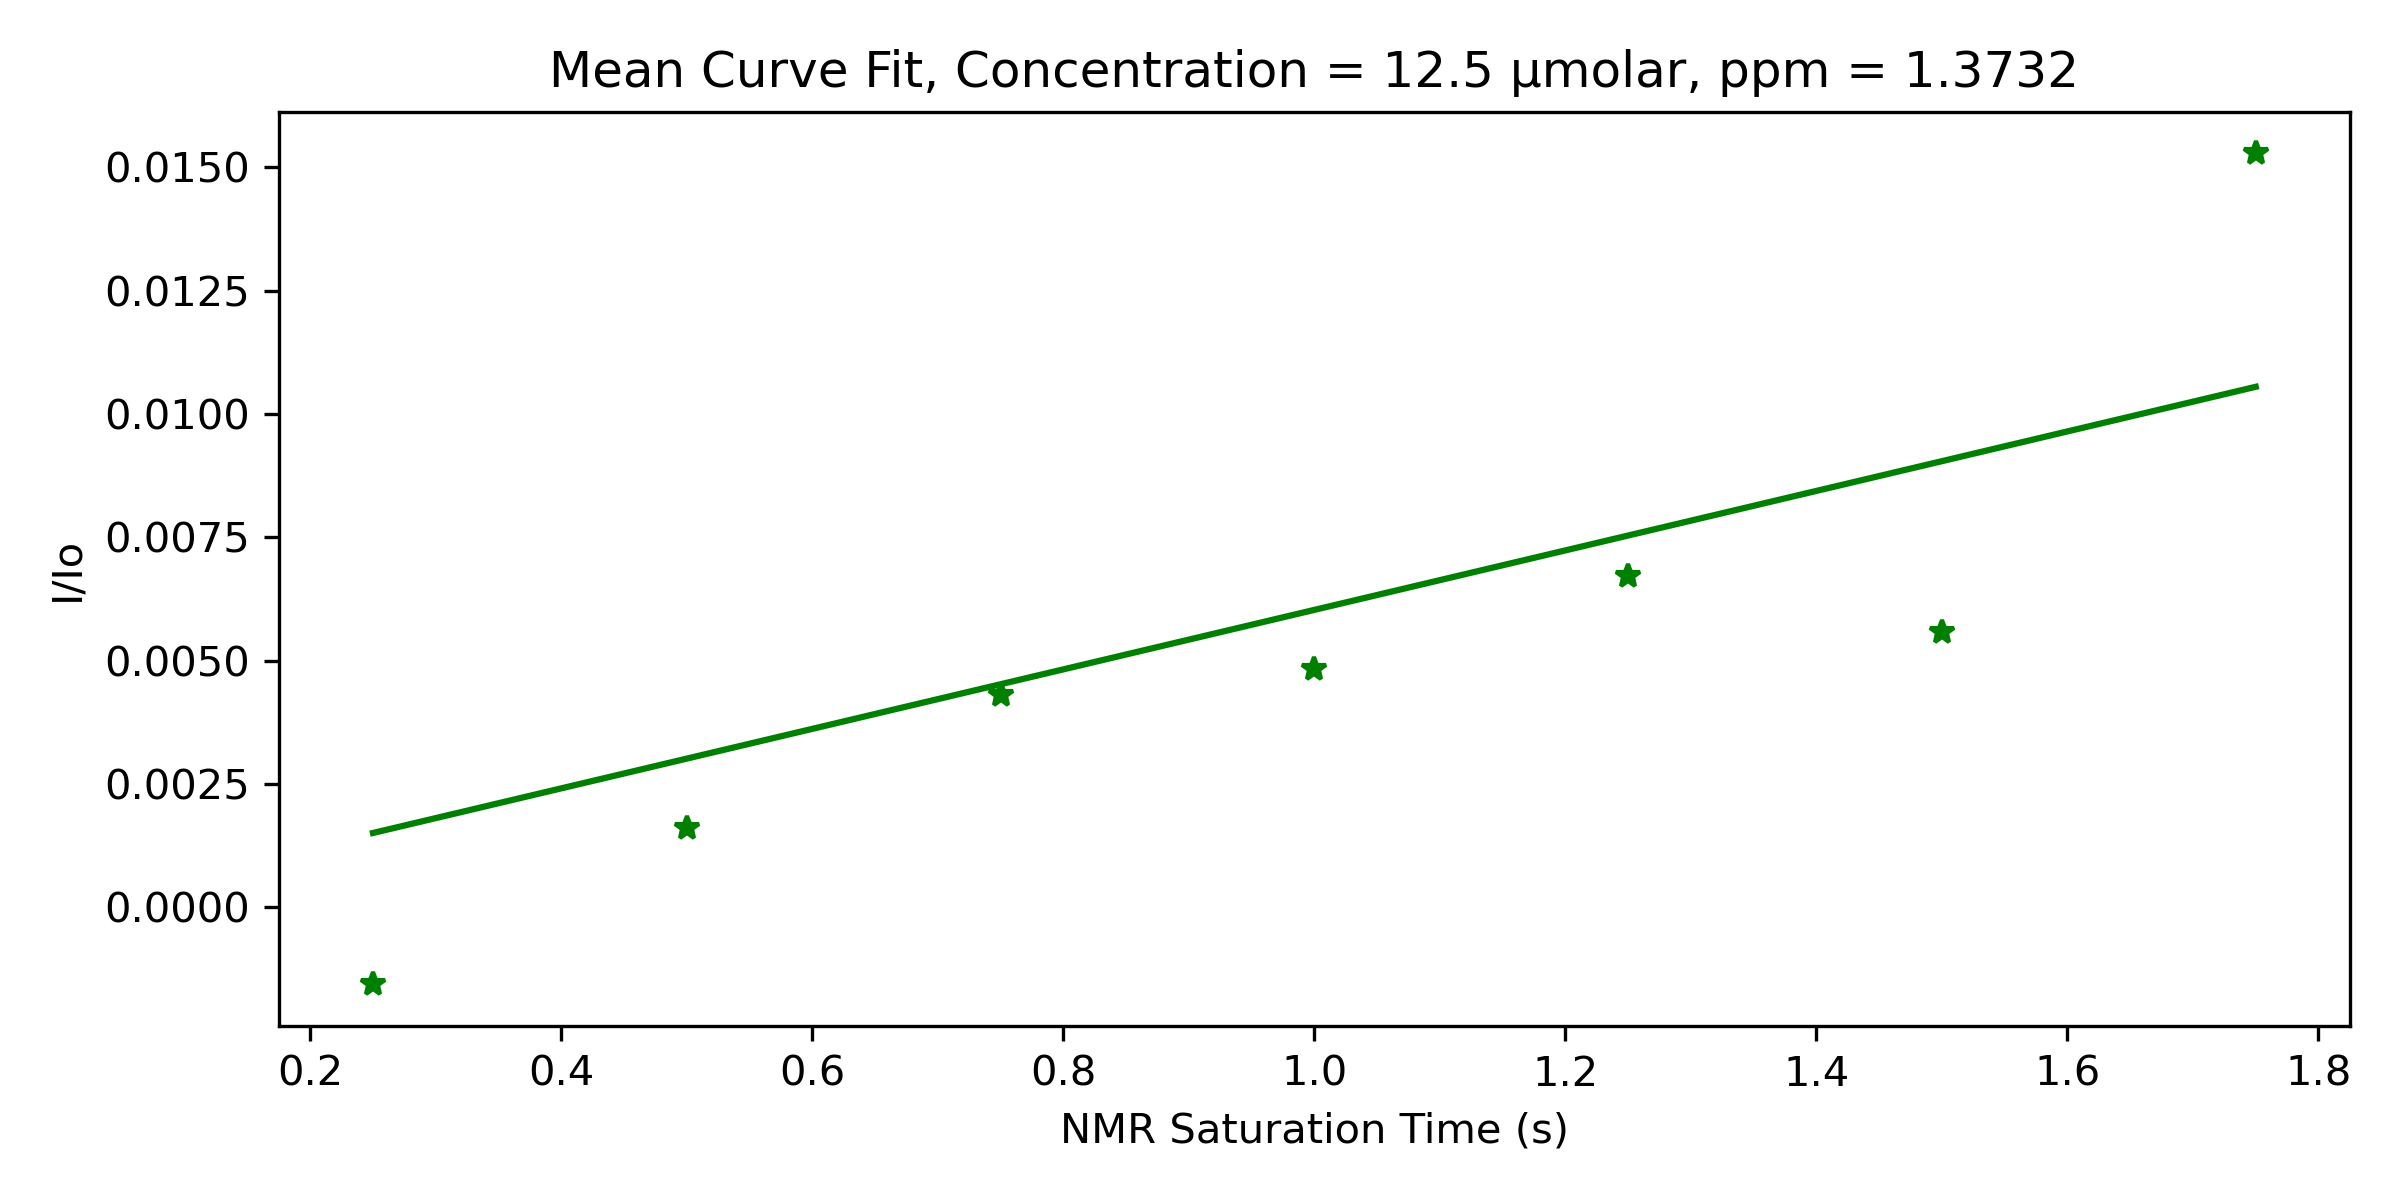 Mean Curve Fit, Concentration = 12.5 µmolar, ppm = 1.3732
0.0150
0.0125
0.0100
0.0075
0.0050
0.0025
0.0000
I/Io
0.2 0.4 0.6 0.8 1.0 1.2 1.4 1.6 1.8
NMR Saturation Time (s)